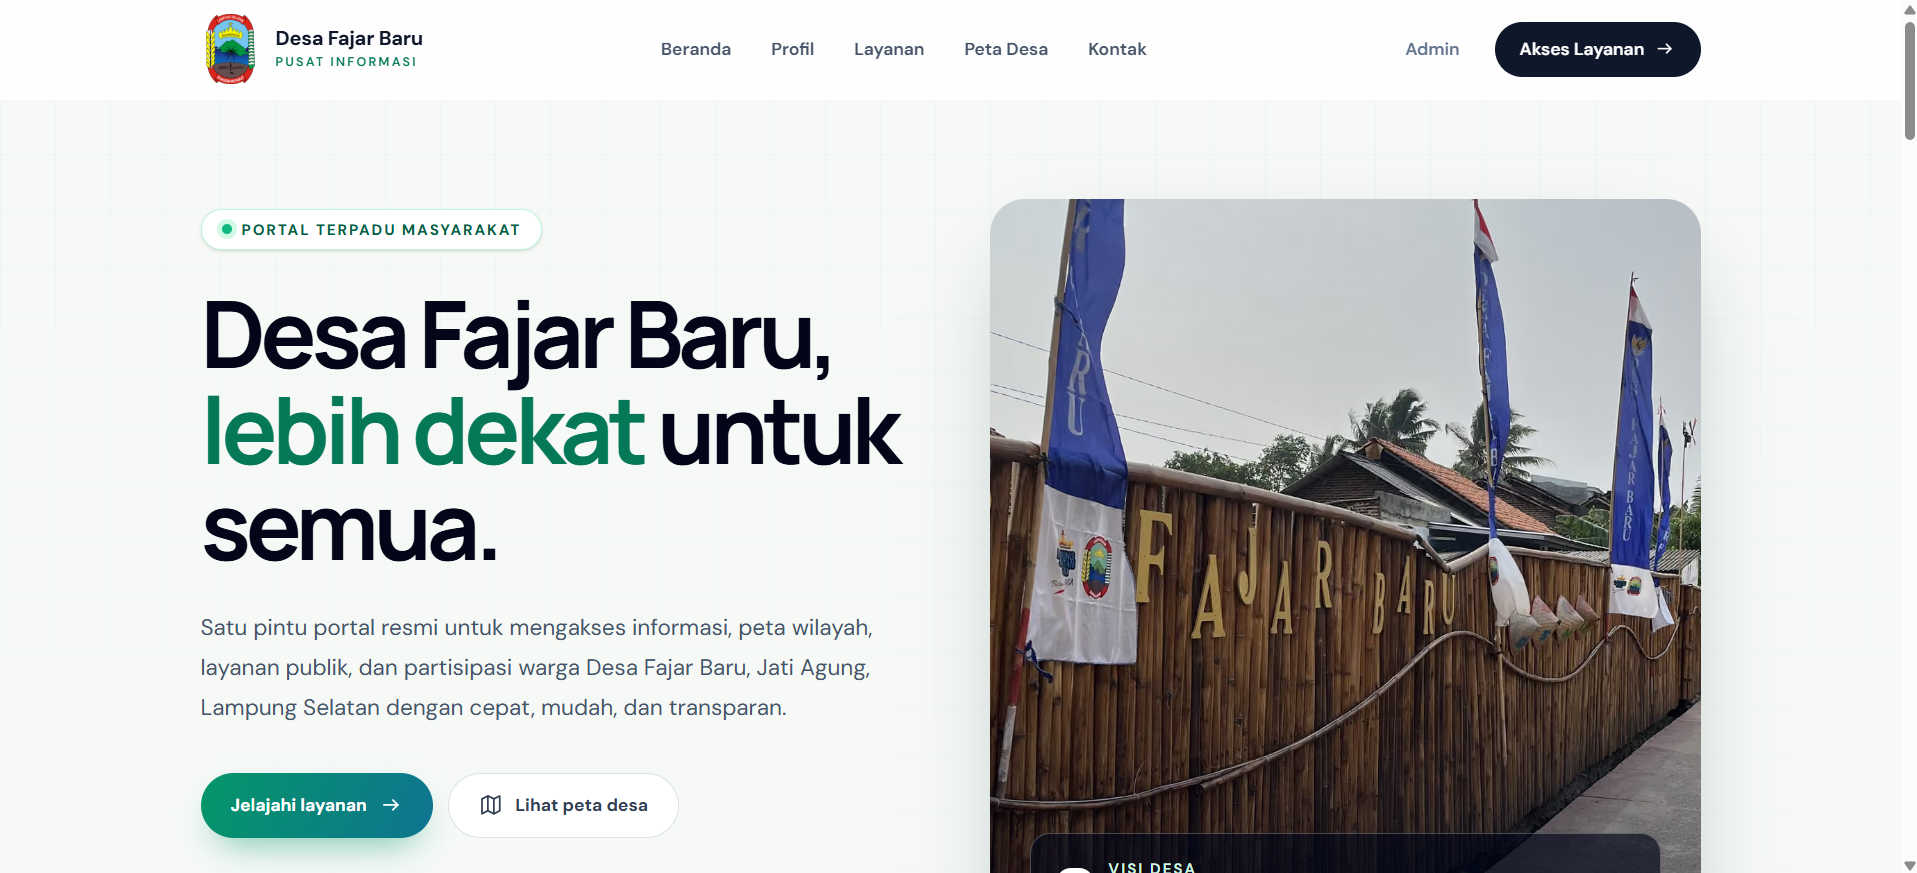 Desa Fajar Baru
PUSAT INFORMASI
Beranda
Profil
Layanan
Peta Desa
Kontak
Admin
Akses Layanan
PORTAL TERPADU MASYARAKAT
Desa Fajar Baru,
lebih dekat untuk
semua.
Satu pintu portal resmi untuk mengakses informasi, peta wilayah,
layanan publik, dan partisipasi warga Desa Fajar Baru, Jati Agung,
Lampung Selatan dengan cepat, mudah, dan transparan.
Jelajahi layanan
Lihat peta desa
FAJAR BARU
FAJAR BARU
VISI DESA